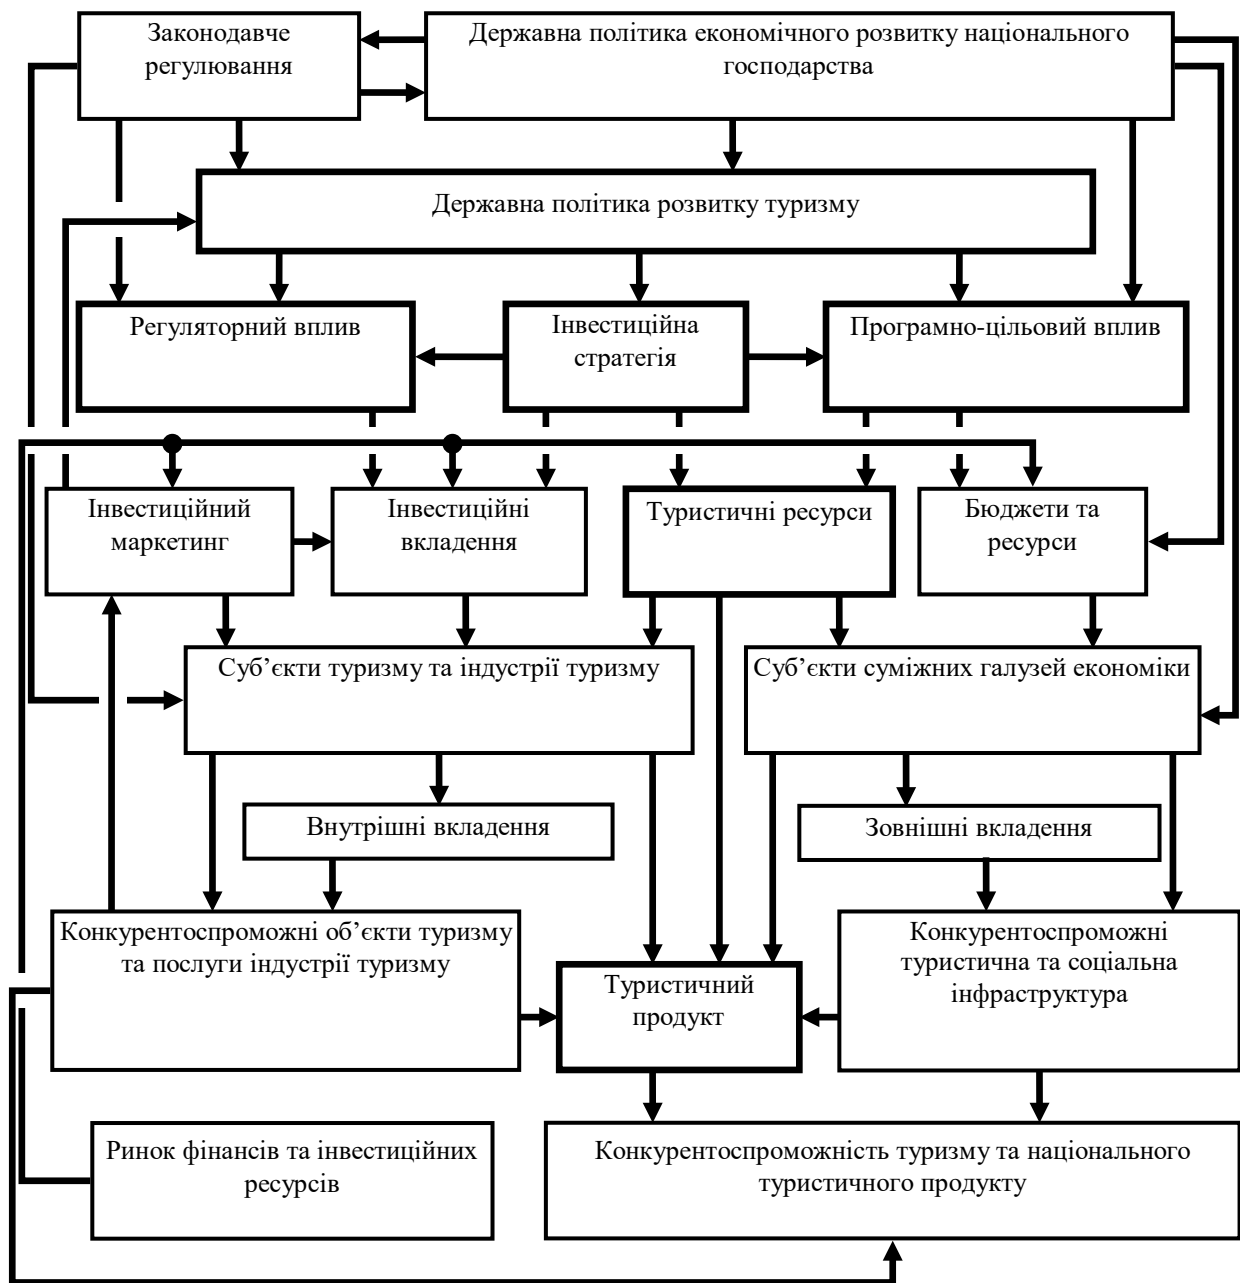 Законодавче
регулювання
Державна політика економічного розвитку національного
господарства
Державна політика розвитку туризму
Регуляторний вплив
Інвестиційна
стратегія
Програмно-цільовий вплив
Інвестиційний
маркетинг
Інвестиційні
вкладення
Туристичні ресурси
Бюджети та
ресурси
Суб’єкти туризму та індустрії туризму
Суб’єкти суміжних галузей економіки
Внутрішні вкладення
Зовнішні вкладення
Конкурентоспроможні об’єкти туризму
та послуги індустрії туризму
Туристичний
продукт
Конкурентоспроможні
туристична та соціальна
інфраструктура
Ринок фінансів та інвестиційних
ресурсів
Конкурентоспроможність туризму та національного
туристичного продукту